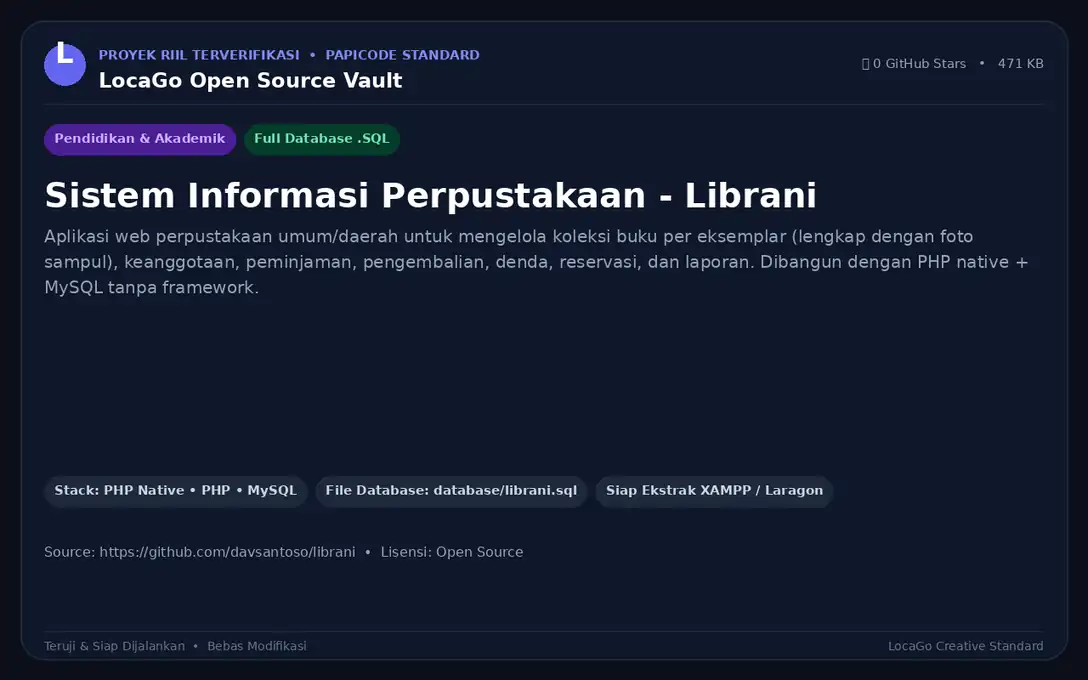 L
PROYEK RIIL TERVERIFIKASI • PAPICODE STANDARD
LocaGo Open Source Vault
0 GitHub Stars • 471 KB
Pendidikan & Akademik
Full Database .SQL
Sistem Informasi Perpustakaan - Librani
Aplikasi web perpustakaan umum/daerah untuk mengelola koleksi buku per eksemplar (lengkap dengan foto
sampul), keanggotaan, peminjaman, pengembalian, denda, reservasi, dan laporan. Dibangun dengan PHP native +
MySQL tanpa framework.
Stack: PHP Native • PHP • MySQL
File Database: database/librani.sql
Siap Ekstrak XAMPP / Laragon
Source: https://github.com/davsantoso/librani • Lisensi: Open Source
Teruji & Siap Dijalankan • Bebas Modifikasi
LocaGo Creative Standard